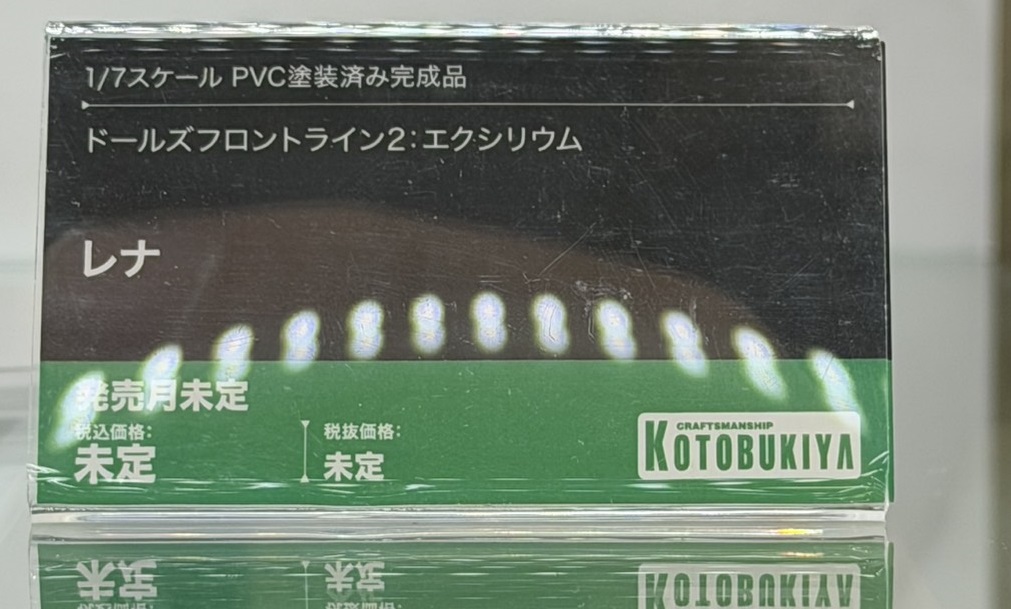 1/7スケール PVC塗装済み完成品
ドールズフロントライン2:エクシリウム
レナ
発売月未定
税込価格:
未定
税抜価格:
未定
CRAFTSMANSHIP
KOTOBUKIYA